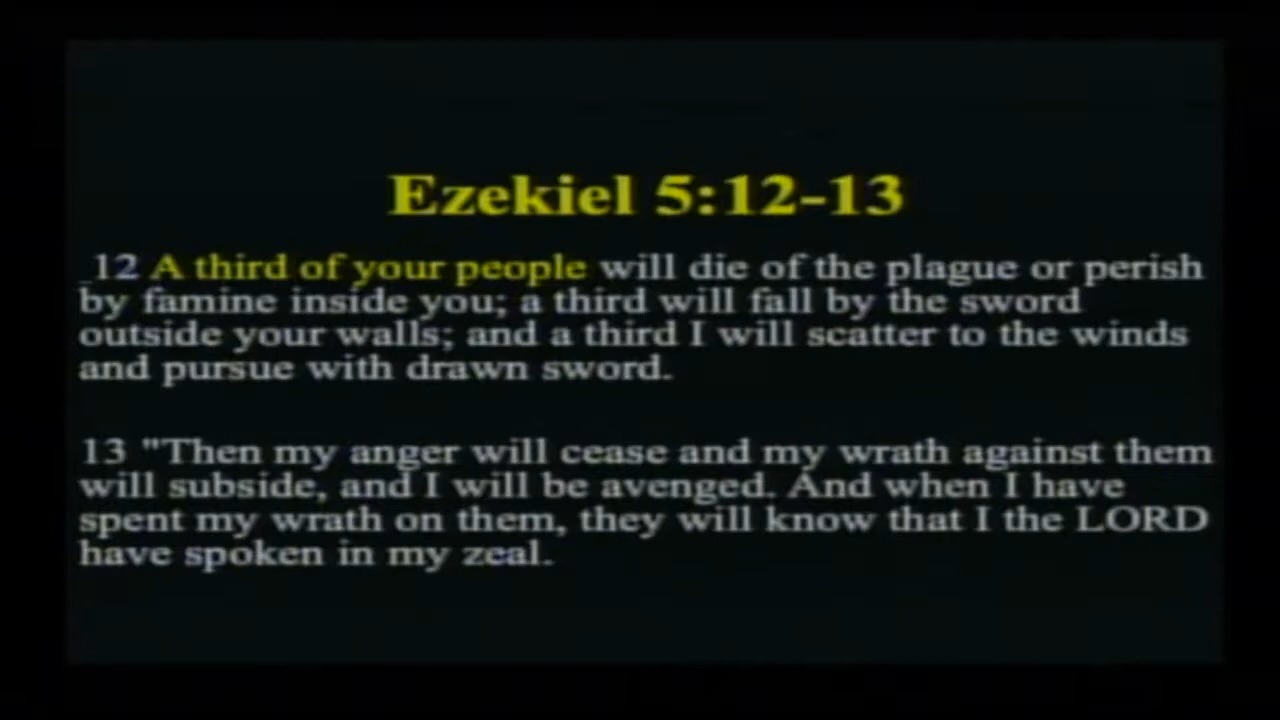 Ezekiel 5:12-13
12 A third of your people will die of the plague or perish
by famine inside you; a third will fall by the sword
outside your walls; and a third I will scatter to the winds
and pursue with drawn sword.
13 "Then my anger will cease and my wrath against them
will subside, and I will be avenged. And when I have
spent my wrath on them, they will know that I the LORD
have spoken in my zeal.